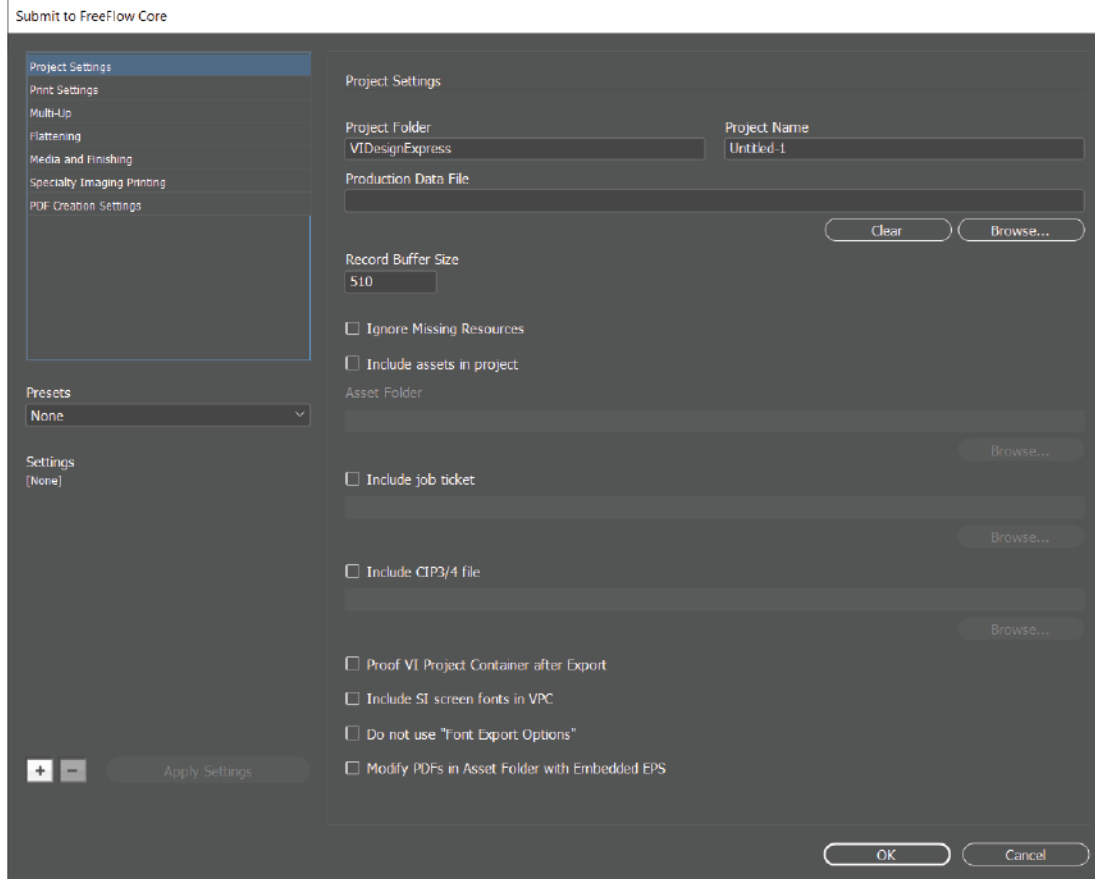 Submit to FreeFlow Core
Project Settings
Print Settings
Multi-Up
Flattening
Media and Finishing
Specialty Imaging Printing
PDF Creation Settings
Presets
None
Settings
[None]
+ − Apply Settings
Project Settings
Project Folder Project Name
VIDesignExpress Untitled-1
Production Data File
Clear Browse...
Record Buffer Size
510
Ignore Missing Resources
Include assets in project
Asset Folder
Browse...
Include job ticket
Browse...
Include CIP3/4 file
Browse...
Proof VI Project Container after Export
Include SI screen fonts in VPC
Do not use "Font Export Options"
Modify PDFs in Asset Folder with Embedded EPS
OK Cancel